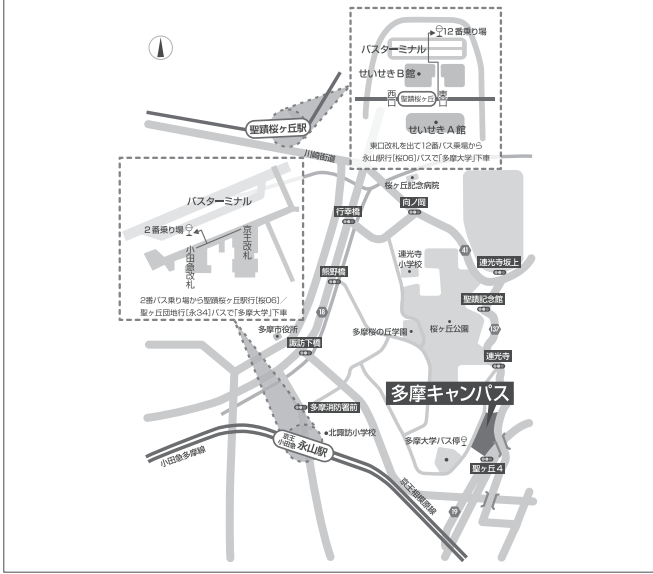 12番乗り場
バスターミナル
せいせきB館
西口
聖蹟桜ヶ丘
東口
せいせきA館
東口改札を出て12番バス乗場から
永山駅行[桜06]バスで「多摩大学」下車
聖蹟桜ヶ丘駅
川崎街道
バスターミナル
2番乗り場
京王改札
小田急改札
2番バス乗り場から聖蹟桜ヶ丘駅行[桜06]／
聖ヶ丘団地行[永34]バスで「多摩大学」下車
桜ヶ丘記念病院
行幸橋
向ノ岡
41
連光寺坂上
連光寺
小学校
熊野橋
聖蹟記念館
18
多摩市役所
多摩桜の丘学園
桜ヶ丘公園
137
諏訪下橋
連光寺
多摩キャンパス
多摩消防署前
北諏訪小学校
多摩大学バス停
京王
小田急
永山駅
聖ヶ丘4
小田急多摩線
京王相模原線
19